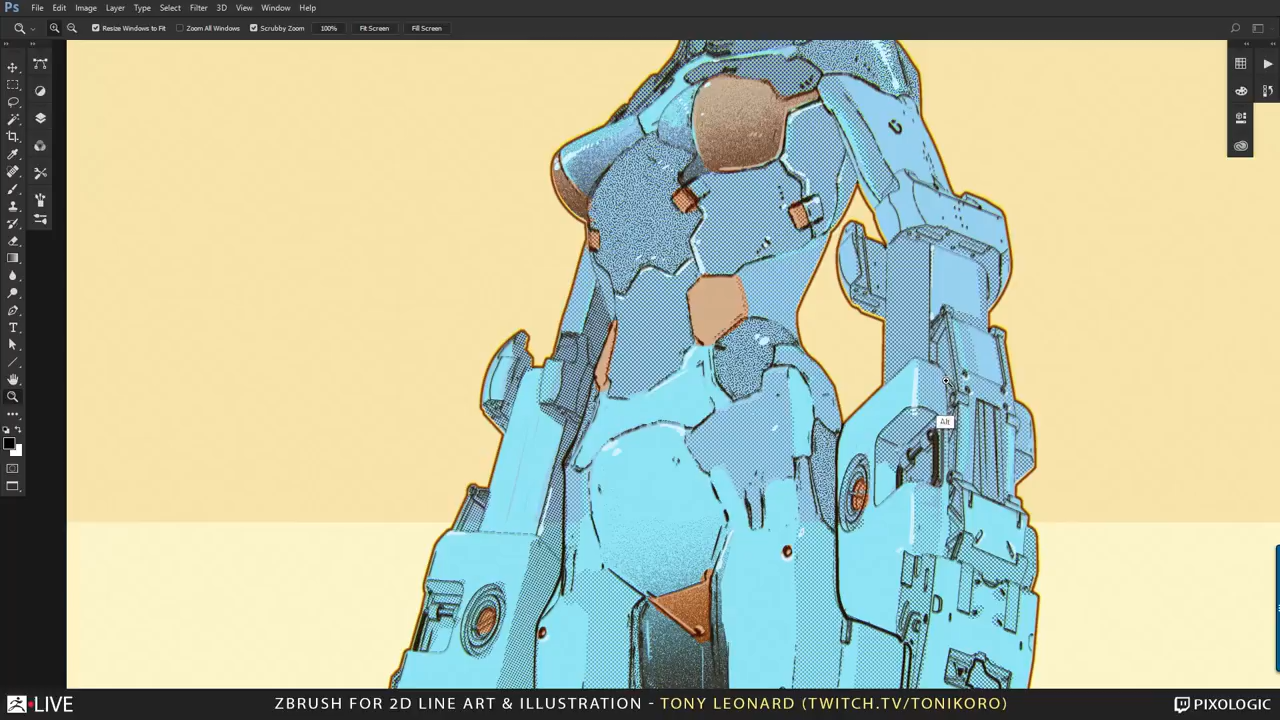 Ps File Edit Image Layer Type Select Filter 3D View Window Help
Resize Windows to Fit Zoom All Windows Scrubby Zoom 100% Fit Screen Fill Screen
Alt
LIVE ZBRUSH FOR 2D LINE ART & ILLUSTRATION - TONY LEONARD (TWITCH.TV/TONIKORO) PIXOLOGIC